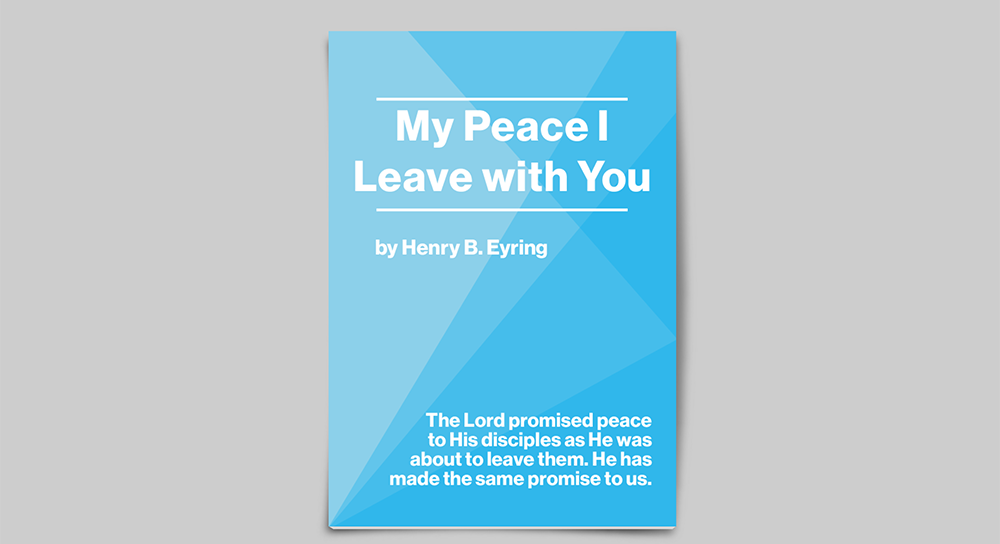 My Peace I
Leave with You
by Henry B. Eyring
The Lord promised peace
to His disciples as He was
about to leave them. He has
made the same promise to us.